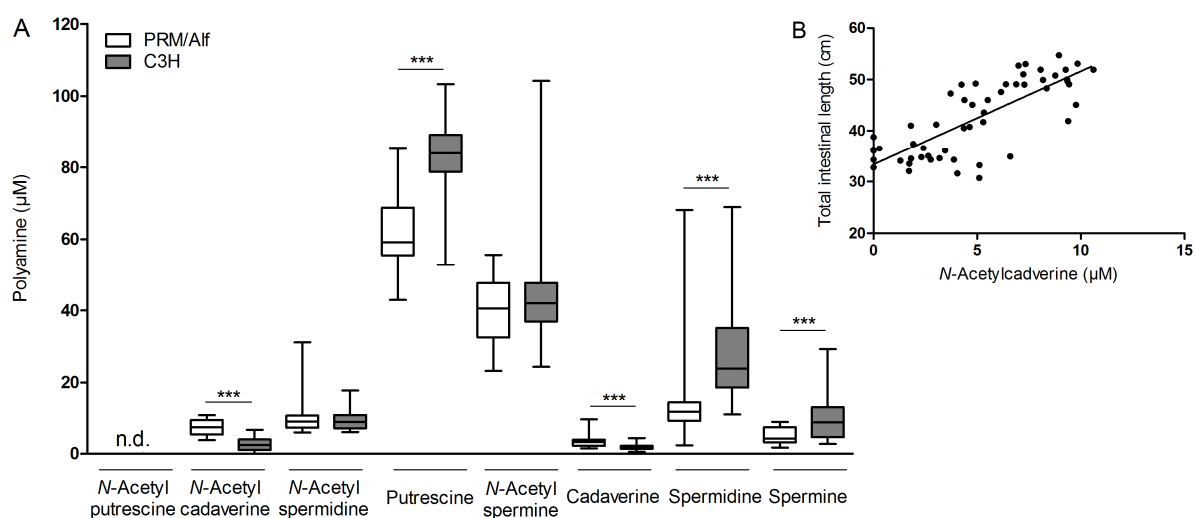 A
PRM/Alf
C3H
Polyamine (µM)
120
100
80
60
40
20
0
n.d.
***
***
***
***
***
N-Acetyl
putrescine
N-Acetyl
cadaverine
N-Acetyl
spermidine
Putrescine
N-Acetyl
spermine
Cadaverine
Spermidine
Spermine
B
Total intestinal length (cm)
60
50
40
30
20
0
5
10
15
N-Acetylcadverine (µM)